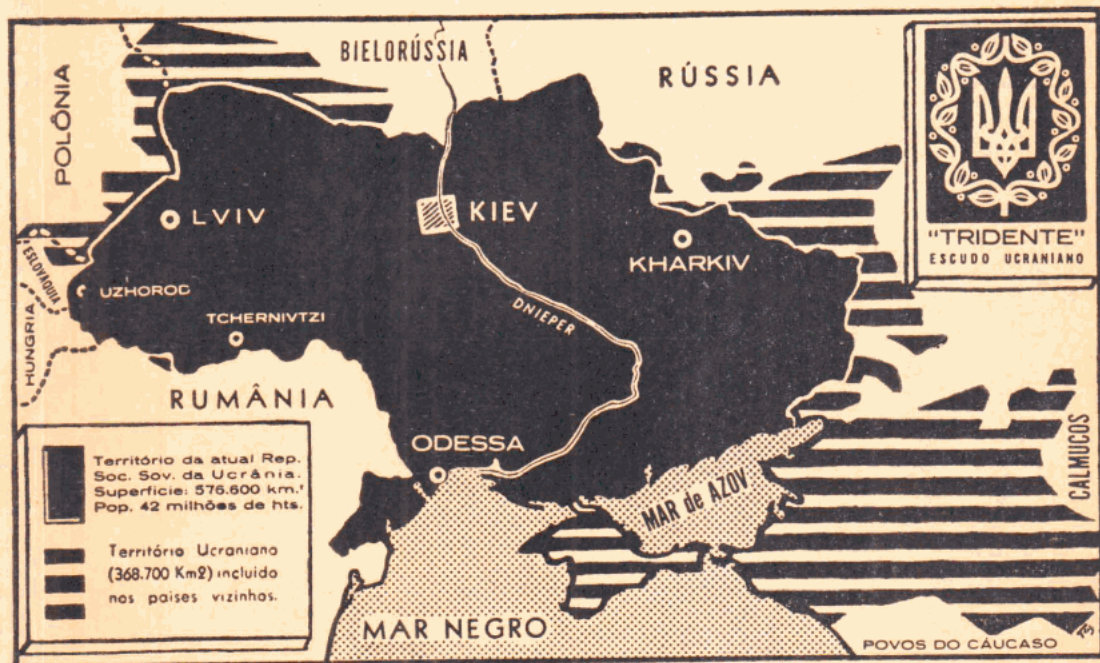 BIELORÚSSIA
RÚSSIA
POLÔNIA
"TRIDENTE"
ESCUDO UCRANIANO
LVIV
KIEV
KHARKIV
ESLOVAQUIA
UZHOROD
DNIEPER
TCHERNIVTZI
HUNGRIA
RUMÂNIA
ODESSA
MAR de AZOV
CALMUCOS
Território da atual Rep.
Soc. Sov. da Ucrânia.
Superfície: 576.600 km.²
Pop. 42 milhões de hts.
Território Ucraniano
(368.700 Km2) incluido
nos países vizinhos.
MAR NEGRO
POVOS DO CÁUCASO